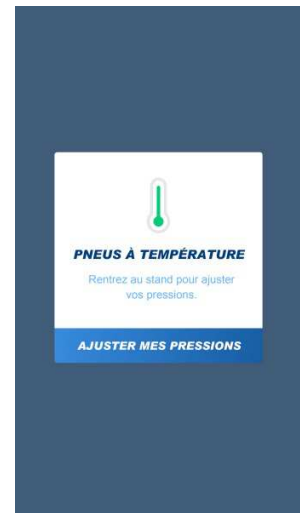 PNEUS À TEMPÉRATURE
Rentrez au stand pour ajuster
vos pressions.
AJUSTER MES PRESSIONS